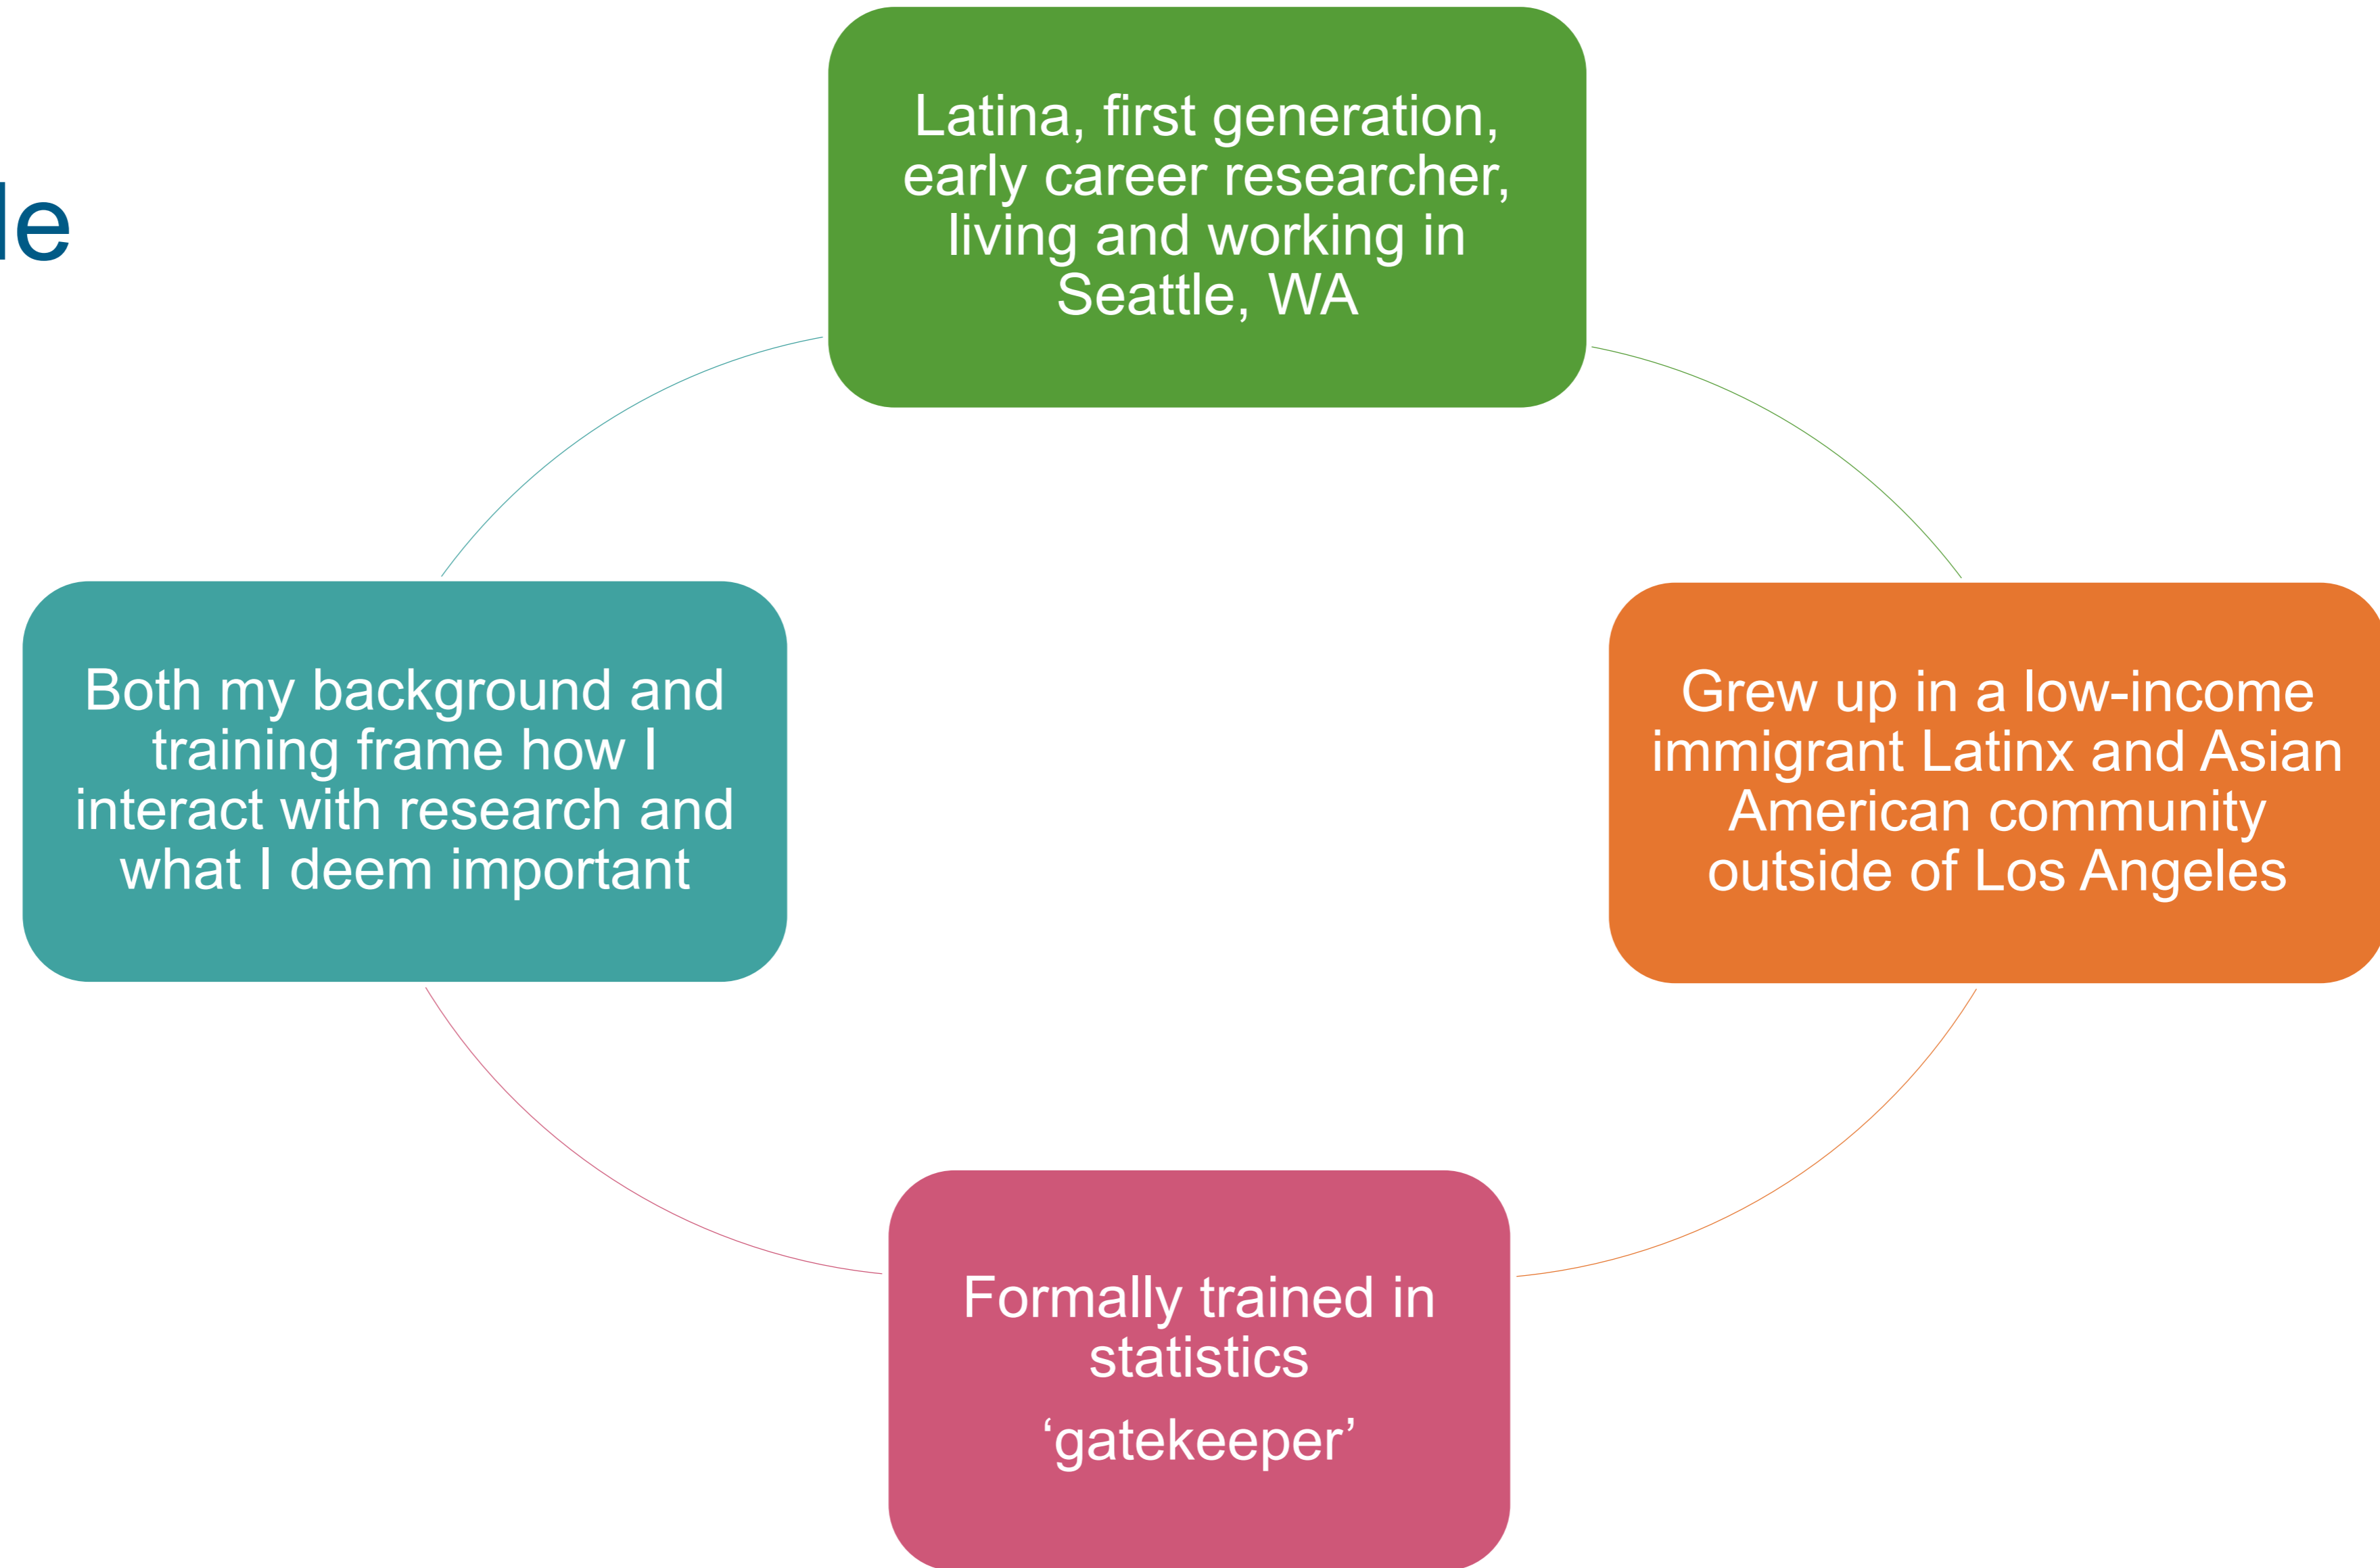 le
Latina, first generation,
early career researcher,
living and working in
Seattle, WA
Grew up in a low-income
immigrant Latinx and Asian
American community
outside of Los Angeles
Formally trained in
statistics
‘gatekeeper’
Both my background and
training frame how I
interact with research and
what I deem important